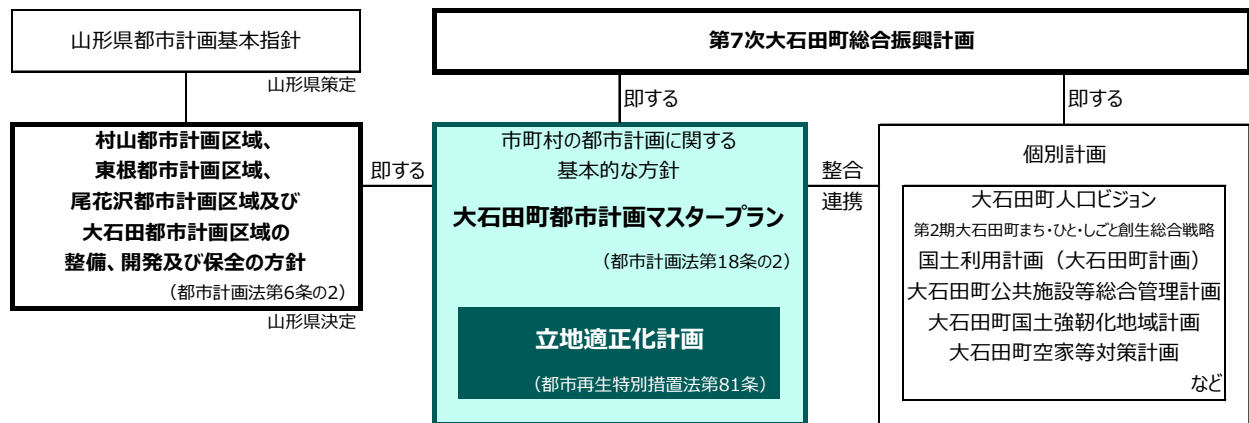 山形県都市計画基本指針
山形県策定
第7次大石田町総合振興計画
即する
即する
村山都市計画区域、
東根都市計画区域、
尾花沢都市計画区域及び
大石田都市計画区域の
整備、開発及び保全の方針
（都市計画法第6条の2）
山形県決定
即する
市町村の都市計画に関する
基本的な方針
大石田町都市計画マスタープラン
（都市計画法第18条の2）
立地適正化計画
（都市再生特別措置法第81条）
整合
連携
個別計画
大石田町人口ビジョン
第2期大石田町まち・ひと・しごと創生総合戦略
国土利用計画（大石田町計画）
大石田町公共施設等総合管理計画
大石田町国土強靭化地域計画
大石田町空家等対策計画
など